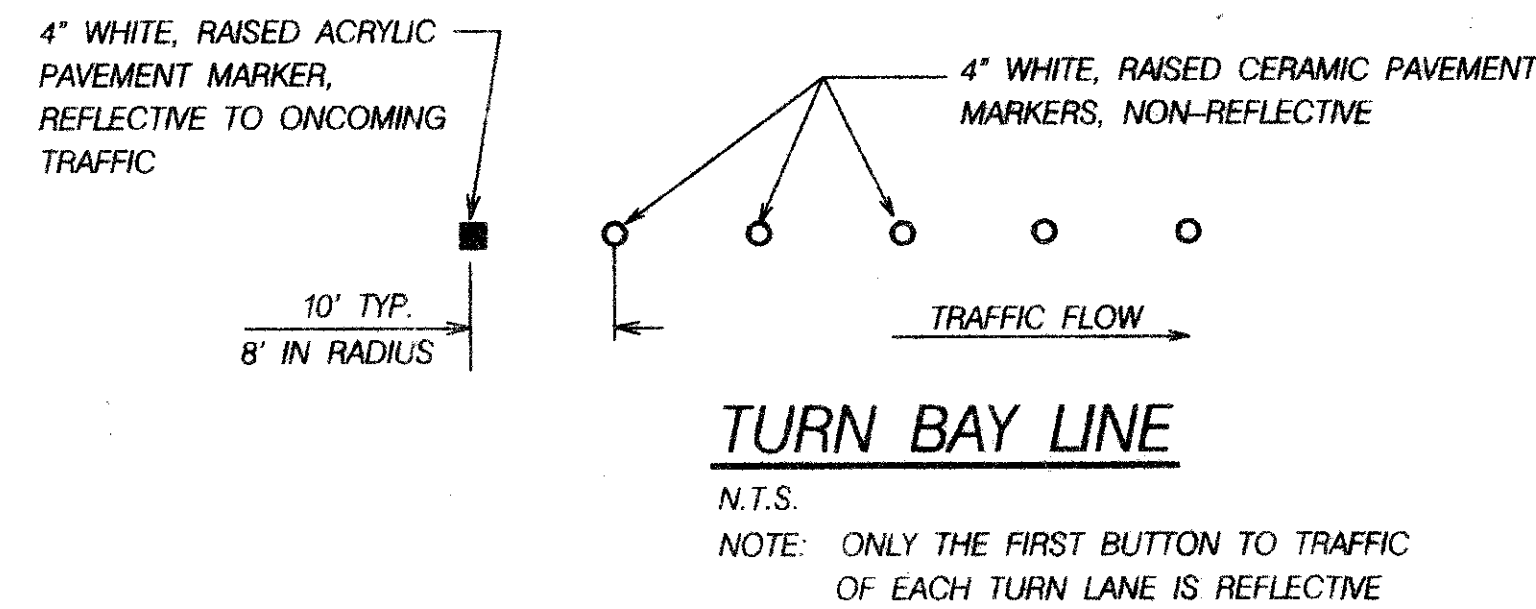 4" WHITE, RAISED ACRYLIC
PAVEMENT MARKER,
REFLECTIVE TO ONCOMING
TRAFFIC
4" WHITE, RAISED CERAMIC PAVEMENT
MARKERS, NON-REFLECTIVE
10' TYP.
8' IN RADIUS
TRAFFIC FLOW
TURN BAY LINE
N.T.S.
NOTE: ONLY THE FIRST BUTTON TO TRAFFIC
OF EACH TURN LANE IS REFLECTIVE